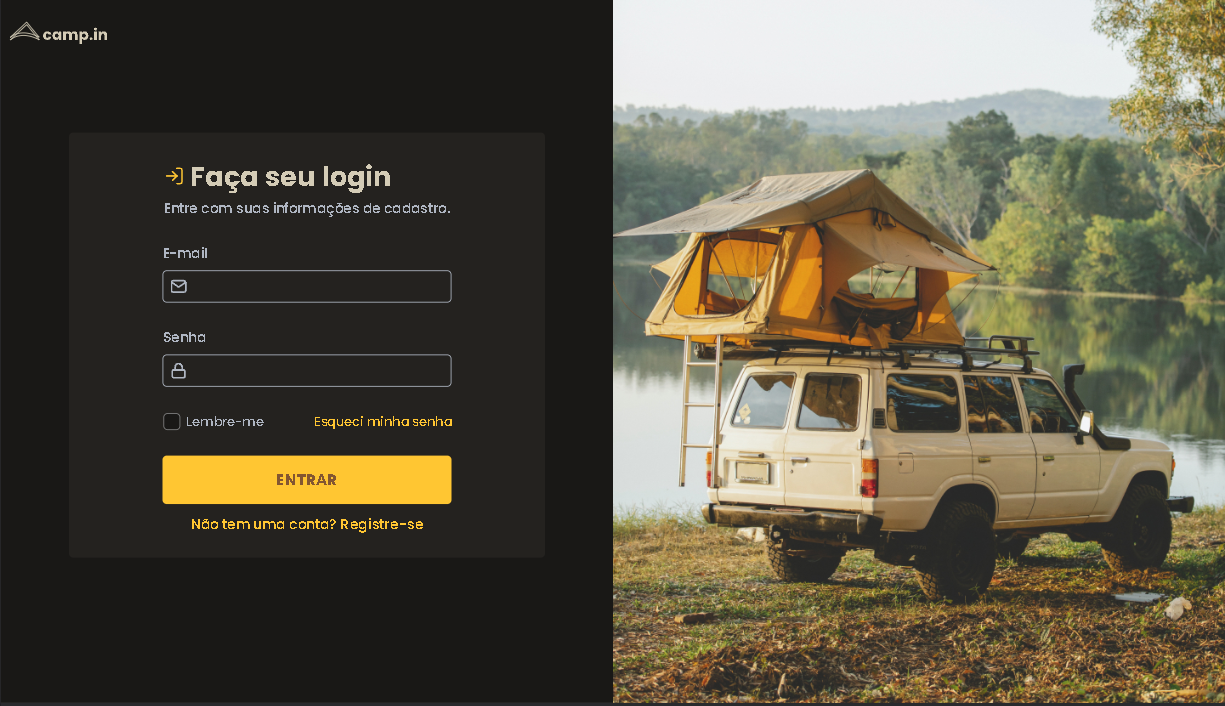 camp.in
Faça seu login
Entre com suas informações de cadastro.
E-mail
Senha
Lembre-me
Esqueci minha senha
ENTRAR
Não tem uma conta? Registre-se